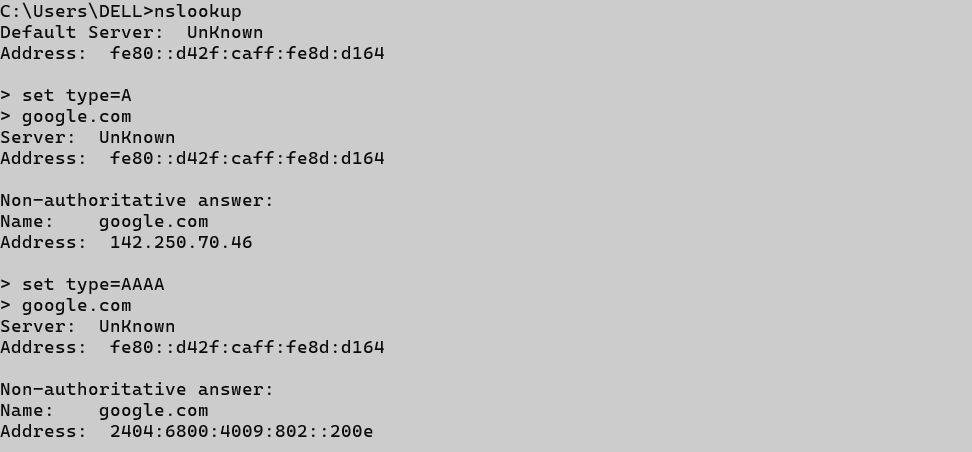 C:\Users\DELL>nslookup
Default Server:  UnKnown
Address:  fe80::d42f:caff:fe8d:d164

> set type=A
> google.com
Server:  UnKnown
Address:  fe80::d42f:caff:fe8d:d164

Non-authoritative answer:
Name:    google.com
Address:  142.250.70.46

> set type=AAAA
> google.com
Server:  UnKnown
Address:  fe80::d42f:caff:fe8d:d164

Non-authoritative answer:
Name:    google.com
Address:  2404:6800:4009:802::200e